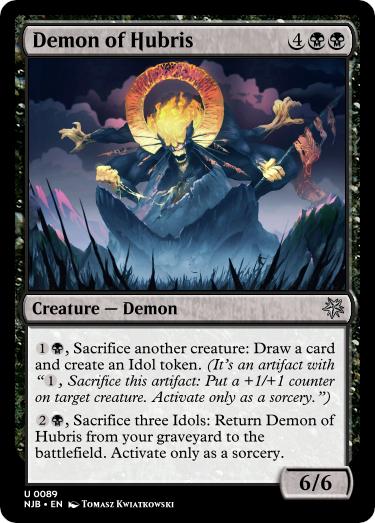 Demon of Hubris 4
Creature — Demon
1, Sacrifice another creature: Draw a card
and create an Idol token. (It's an artifact with
"1, Sacrifice this artifact: Put a +1/+1 counter
on target creature. Activate only as a sorcery.")
2, Sacrifice three Idols: Return Demon of
Hubris from your graveyard to the
battlefield. Activate only as a sorcery.
6/6
U 0089
NJB • EN Tomasz Kwiatkowski